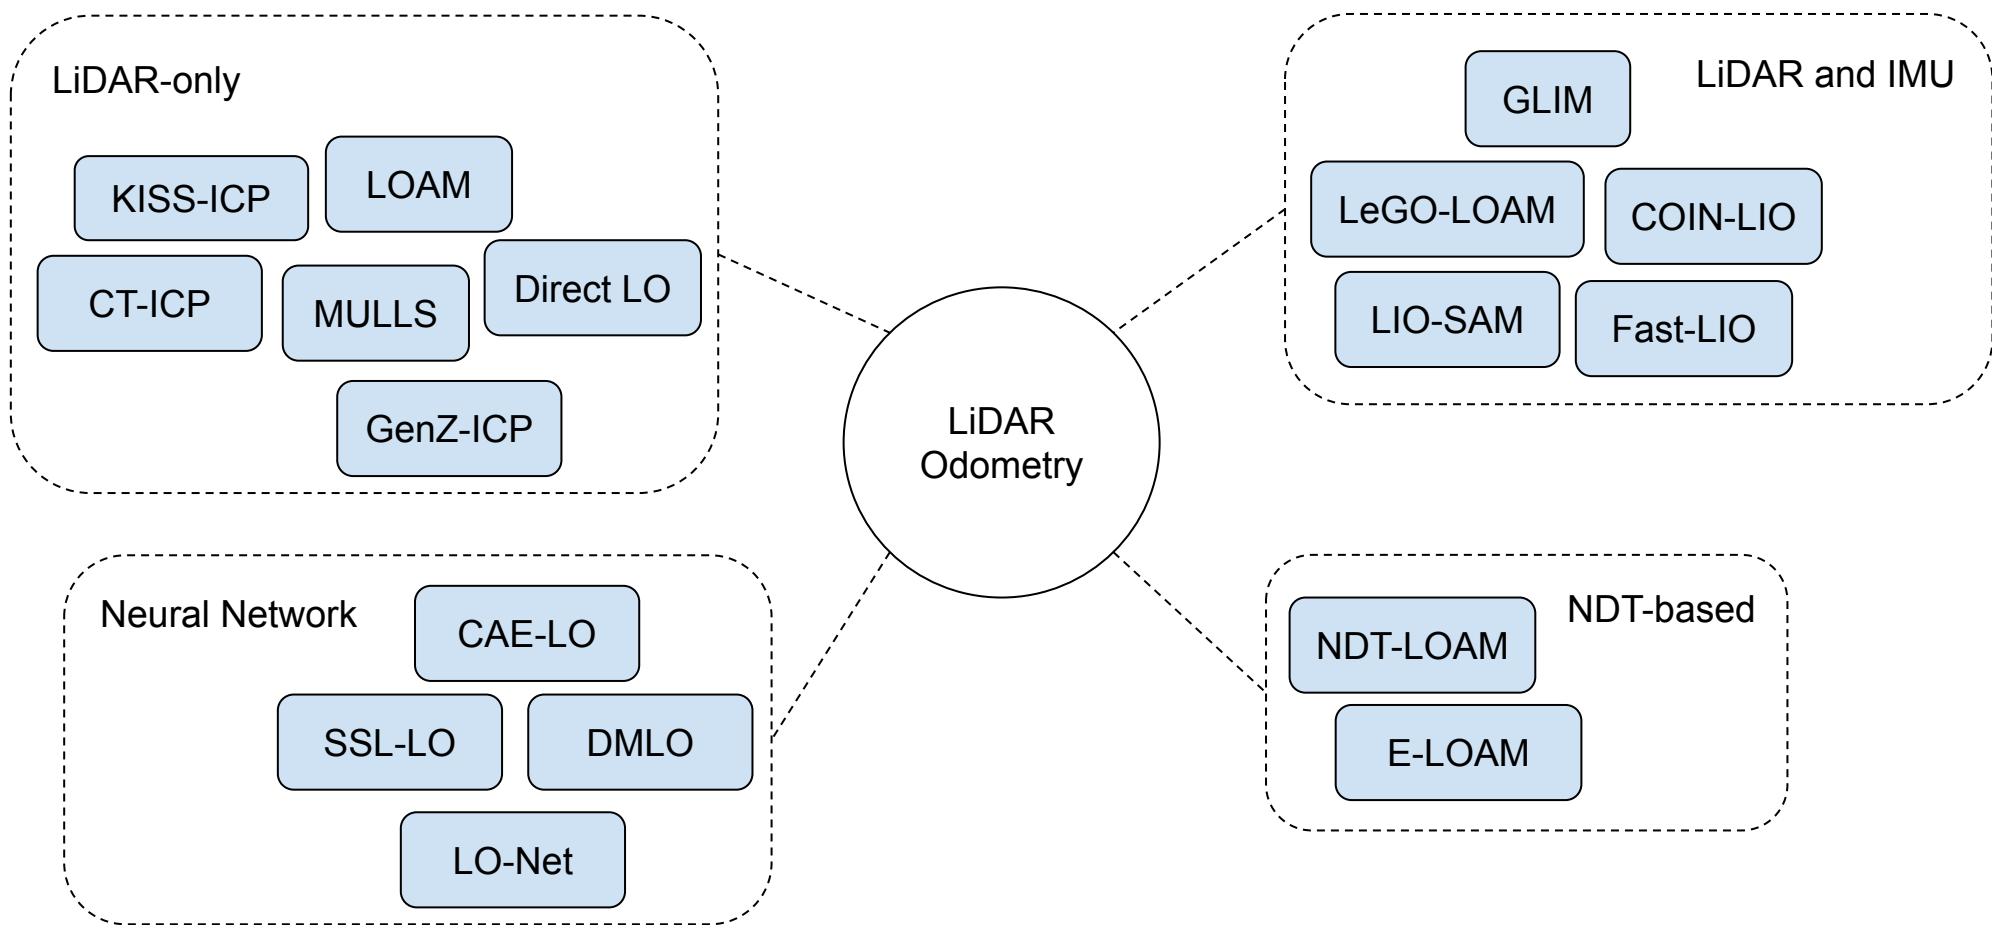 LiDAR-only
KISS-ICP
LOAM
CT-ICP
MULLS
Direct LO
GenZ-ICP
LiDAR and IMU
GLIM
LeGO-LOAM
COIN-LIO
LIO-SAM
Fast-LIO
LiDAR
Odometry
Neural Network
CAE-LO
SSL-LO
DMLO
LO-Net
NDT-based
NDT-LOAM
E-LOAM